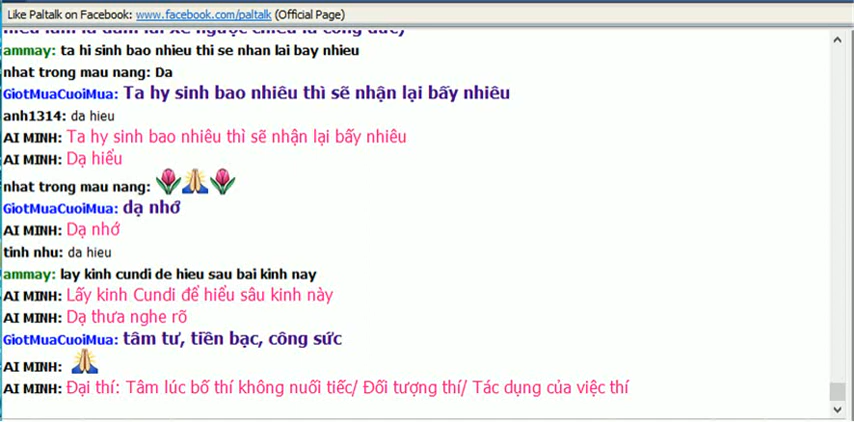 Like Paltalk on Facebook: www.facebook.com/paltalk (Official Page)
ammay: ta hi sinh bao nhieu thi se nhan lai bay nhieu
nhat trong mau nang: Da
GiotMuaCuoiMua: Ta hy sinh bao nhiêu thì sẽ nhận lại bấy nhiêu
anh1314: da hieu
AI MINH: Ta hy sinh bao nhiêu thì sẽ nhận lại bấy nhiêu
AI MINH: Dạ hiểu
nhat trong mau nang: 🌷🙏🌷
GiotMuaCuoiMua: dạ nhớ
AI MINH: Dạ nhớ
tinh nhu: da hieu
ammay: lay kinh cundi de hieu sau bai kinh nay
AI MINH: Lấy kinh Cundi để hiểu sâu kinh này
AI MINH: Dạ thưa nghe rõ
GiotMuaCuoiMua: tâm tư, tiền bạc, công sức
AI MINH: 🙏
AI MINH: Đại thí: Tâm lúc bố thí không nuối tiếc/ Đối tượng thí/ Tác dụng của việc thí